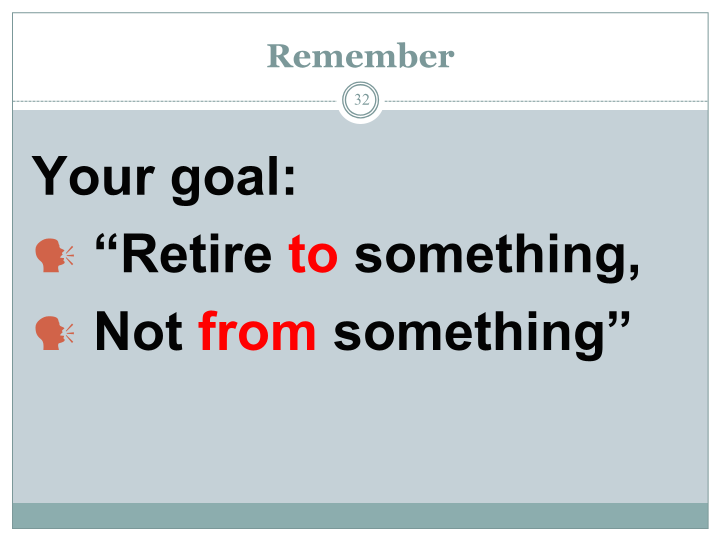 Remember
32
Your goal:
“Retire to something,
Not from something”